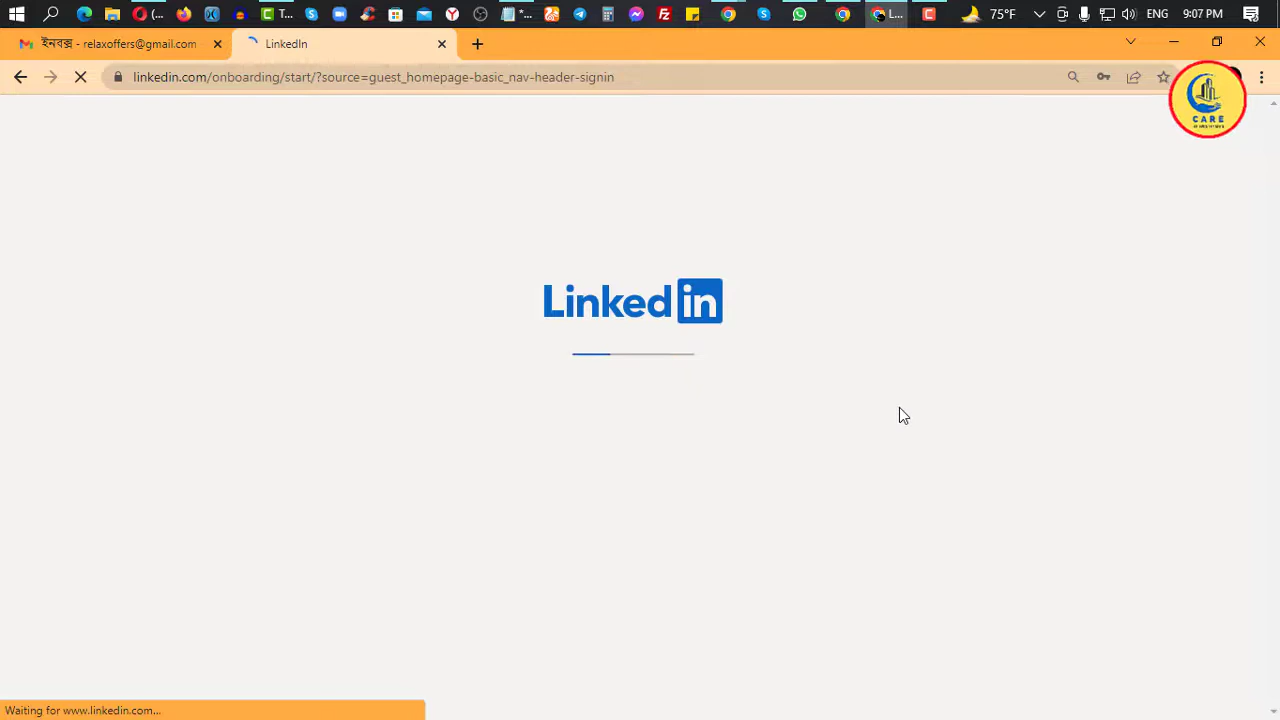 T...
(...
L...
75°F
ENG
9:07 PM
ইনবক্স - relaxoffers@gmail.com
LinkedIn
linkedin.com/onboarding/start/?source=guest_homepage-basic_nav-header-signin
CARE
Linked in
Waiting for www.linkedin.com...